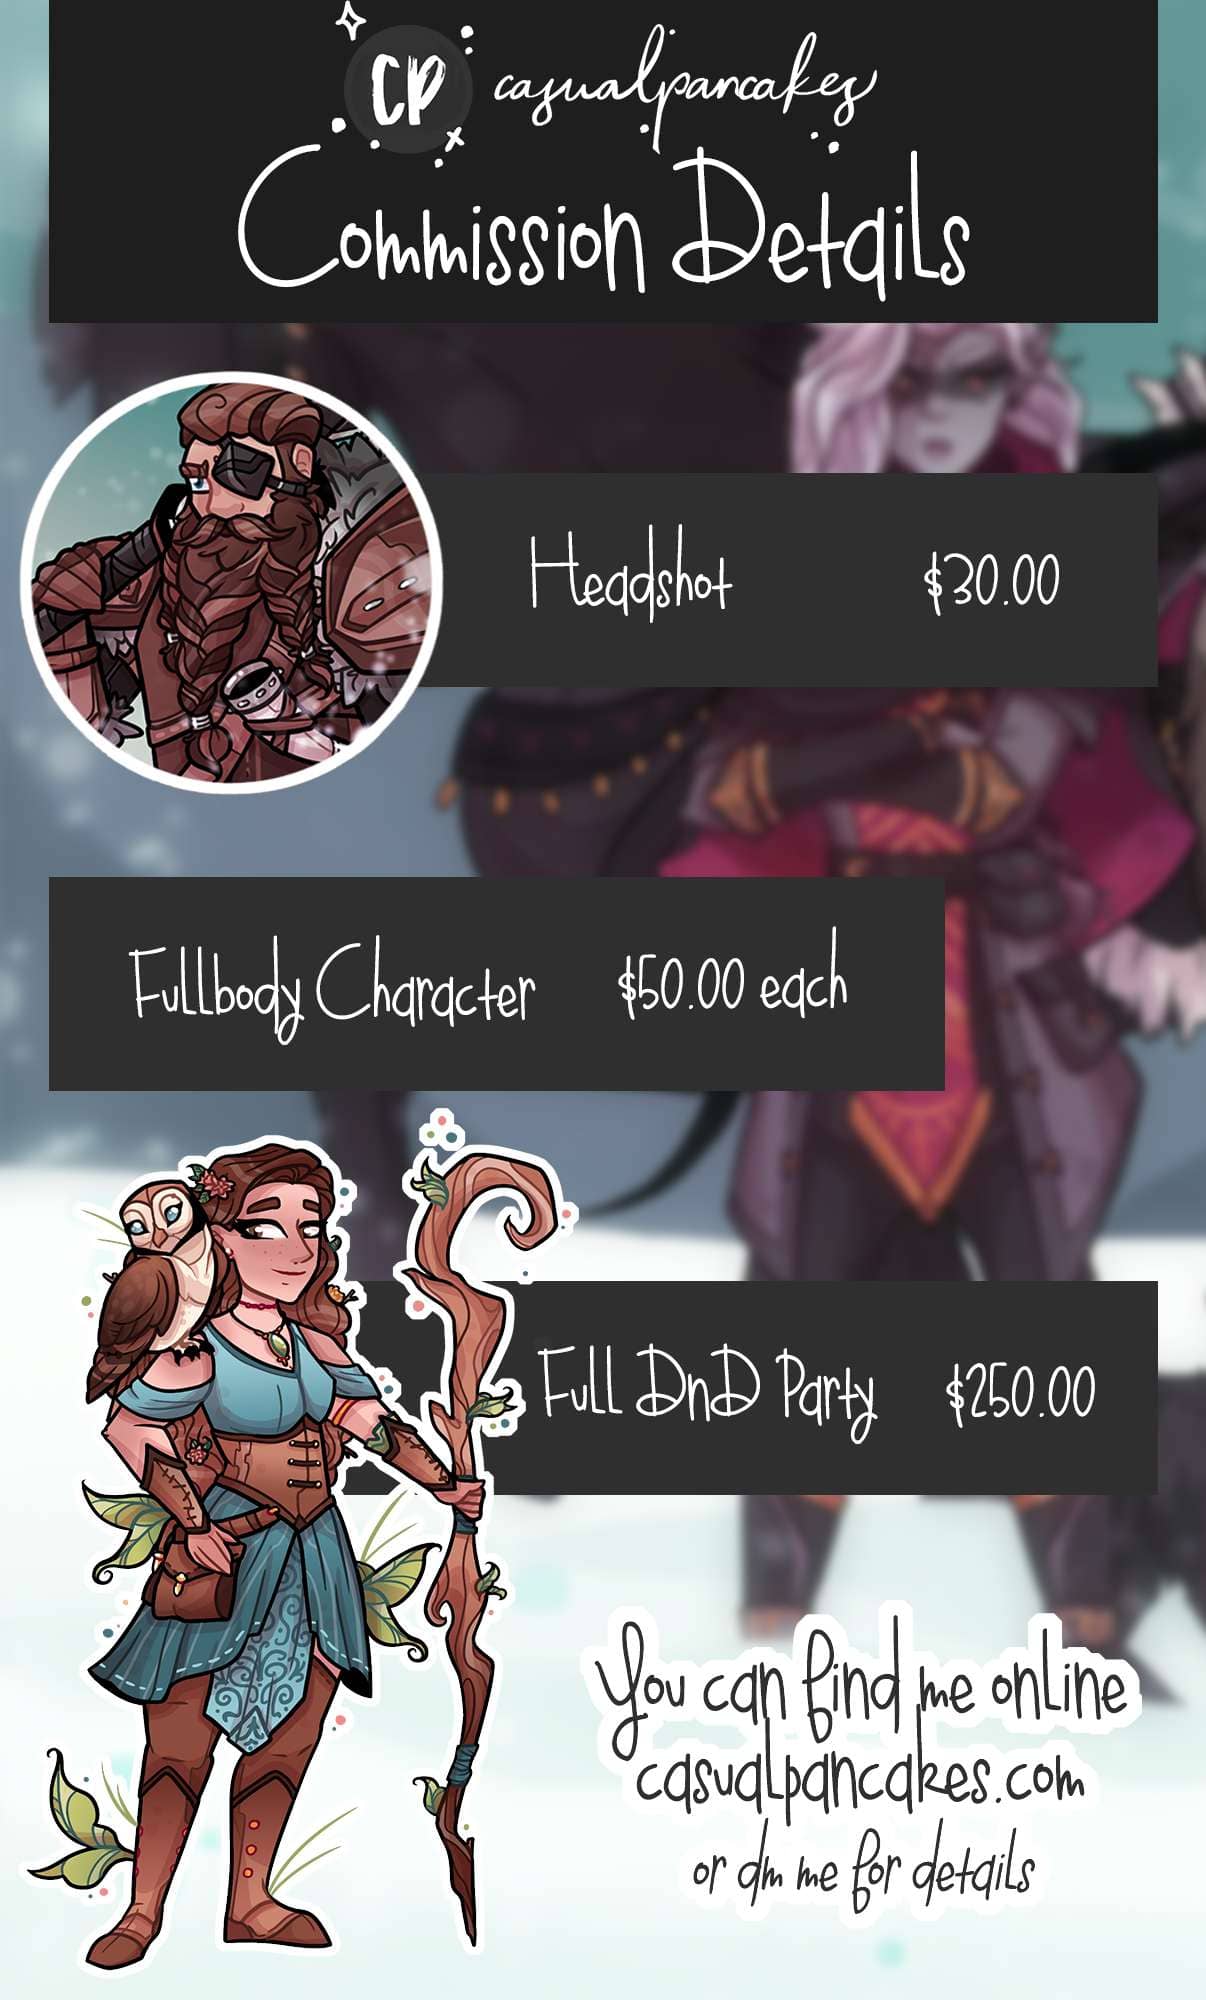 CP casualpancakes
Commission Details
Headshot $30.00
Fullbody Character $50.00 each
Full DnD Party $250.00
You can find me online
casualpancakes.com
or dm me for details